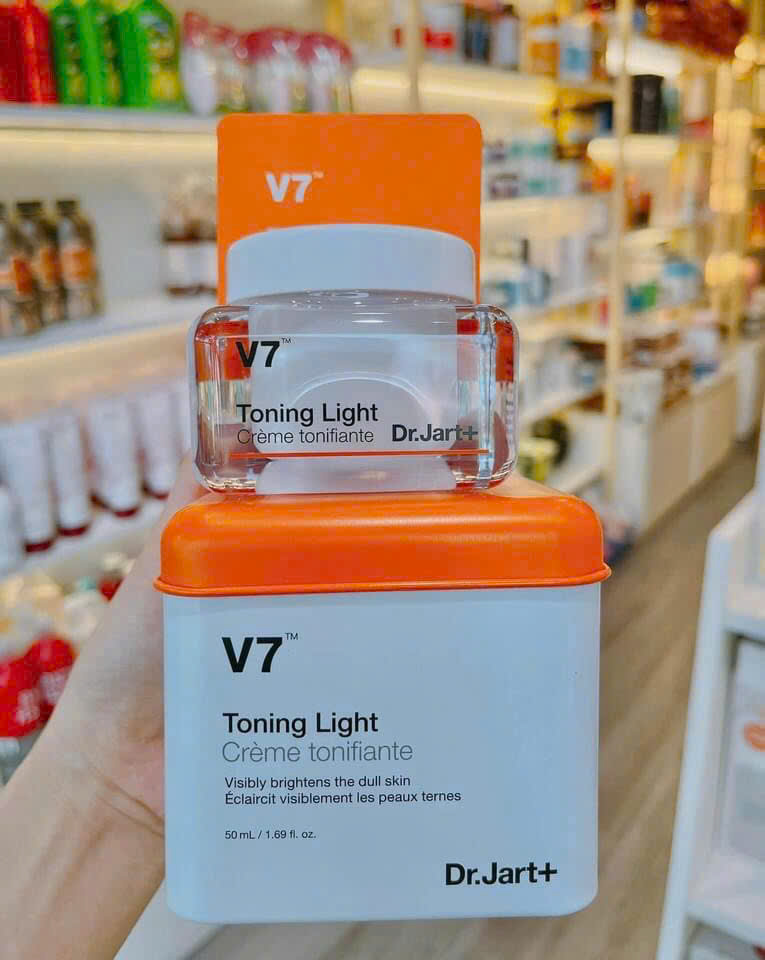 V7™
V7™
Toning Light
Crème tonifiante Dr.Jart+
V7™
Toning Light
Crème tonifiante
Visibly brightens the dull skin
Éclaircit visiblement les peaux ternes
50 mL / 1.69 fl. oz.
Dr.Jart+